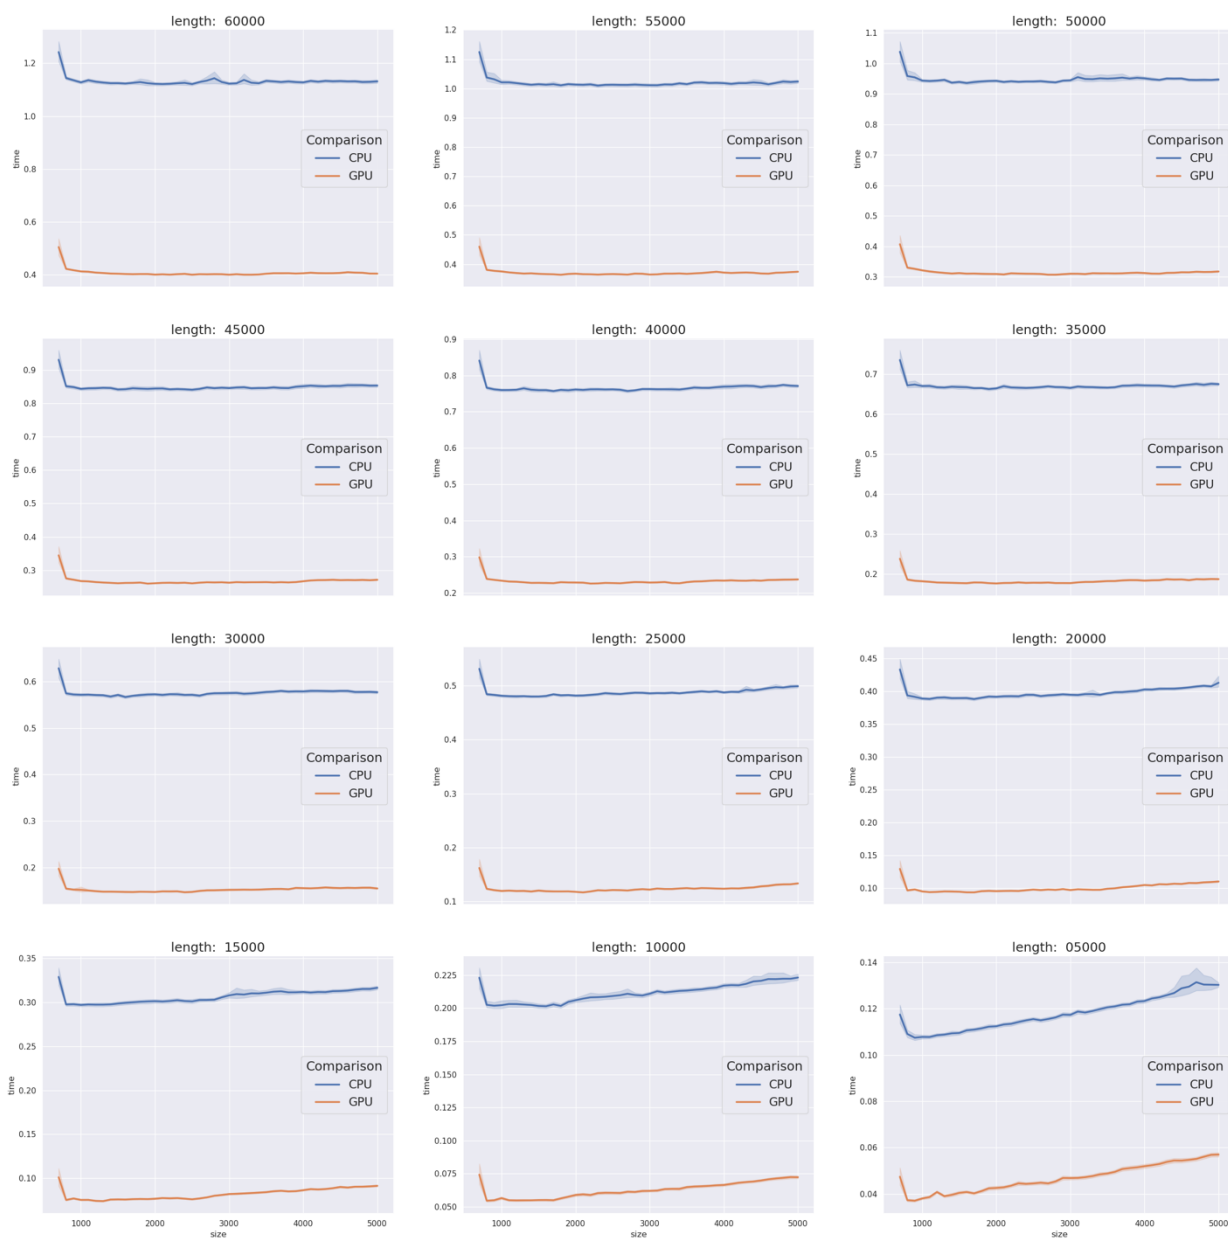 length: 60000
1.2
1.0
0.8
0.6
0.4
time
Comparison
CPU
GPU
length: 55000
1.2
1.1
1.0
0.9
0.8
0.7
0.6
0.5
0.4
time
Comparison
CPU
GPU
length: 50000
1.1
1.0
0.9
0.8
0.7
0.6
0.5
0.4
0.3
time
Comparison
CPU
GPU
length: 45000
0.9
0.8
0.7
0.6
0.5
0.4
0.3
time
Comparison
CPU
GPU
length: 40000
0.9
0.8
0.7
0.6
0.5
0.4
0.3
0.2
time
Comparison
CPU
GPU
length: 35000
0.7
0.6
0.5
0.4
0.3
0.2
time
Comparison
CPU
GPU
length: 30000
0.6
0.5
0.4
0.3
0.2
time
Comparison
CPU
GPU
length: 25000
0.5
0.4
0.3
0.2
0.1
time
Comparison
CPU
GPU
length: 20000
0.45
0.40
0.35
0.30
0.25
0.20
0.15
0.10
time
Comparison
CPU
GPU
length: 15000
0.35
0.30
0.25
0.20
0.15
0.10
time
Comparison
CPU
GPU
1000 2000 3000 4000 5000
size
length: 10000
0.225
0.200
0.175
0.150
0.125
0.100
0.075
0.050
time
Comparison
CPU
GPU
1000 2000 3000 4000 5000
size
length: 05000
0.14
0.12
0.10
0.08
0.06
0.04
time
Comparison
CPU
GPU
1000 2000 3000 4000 5000
size